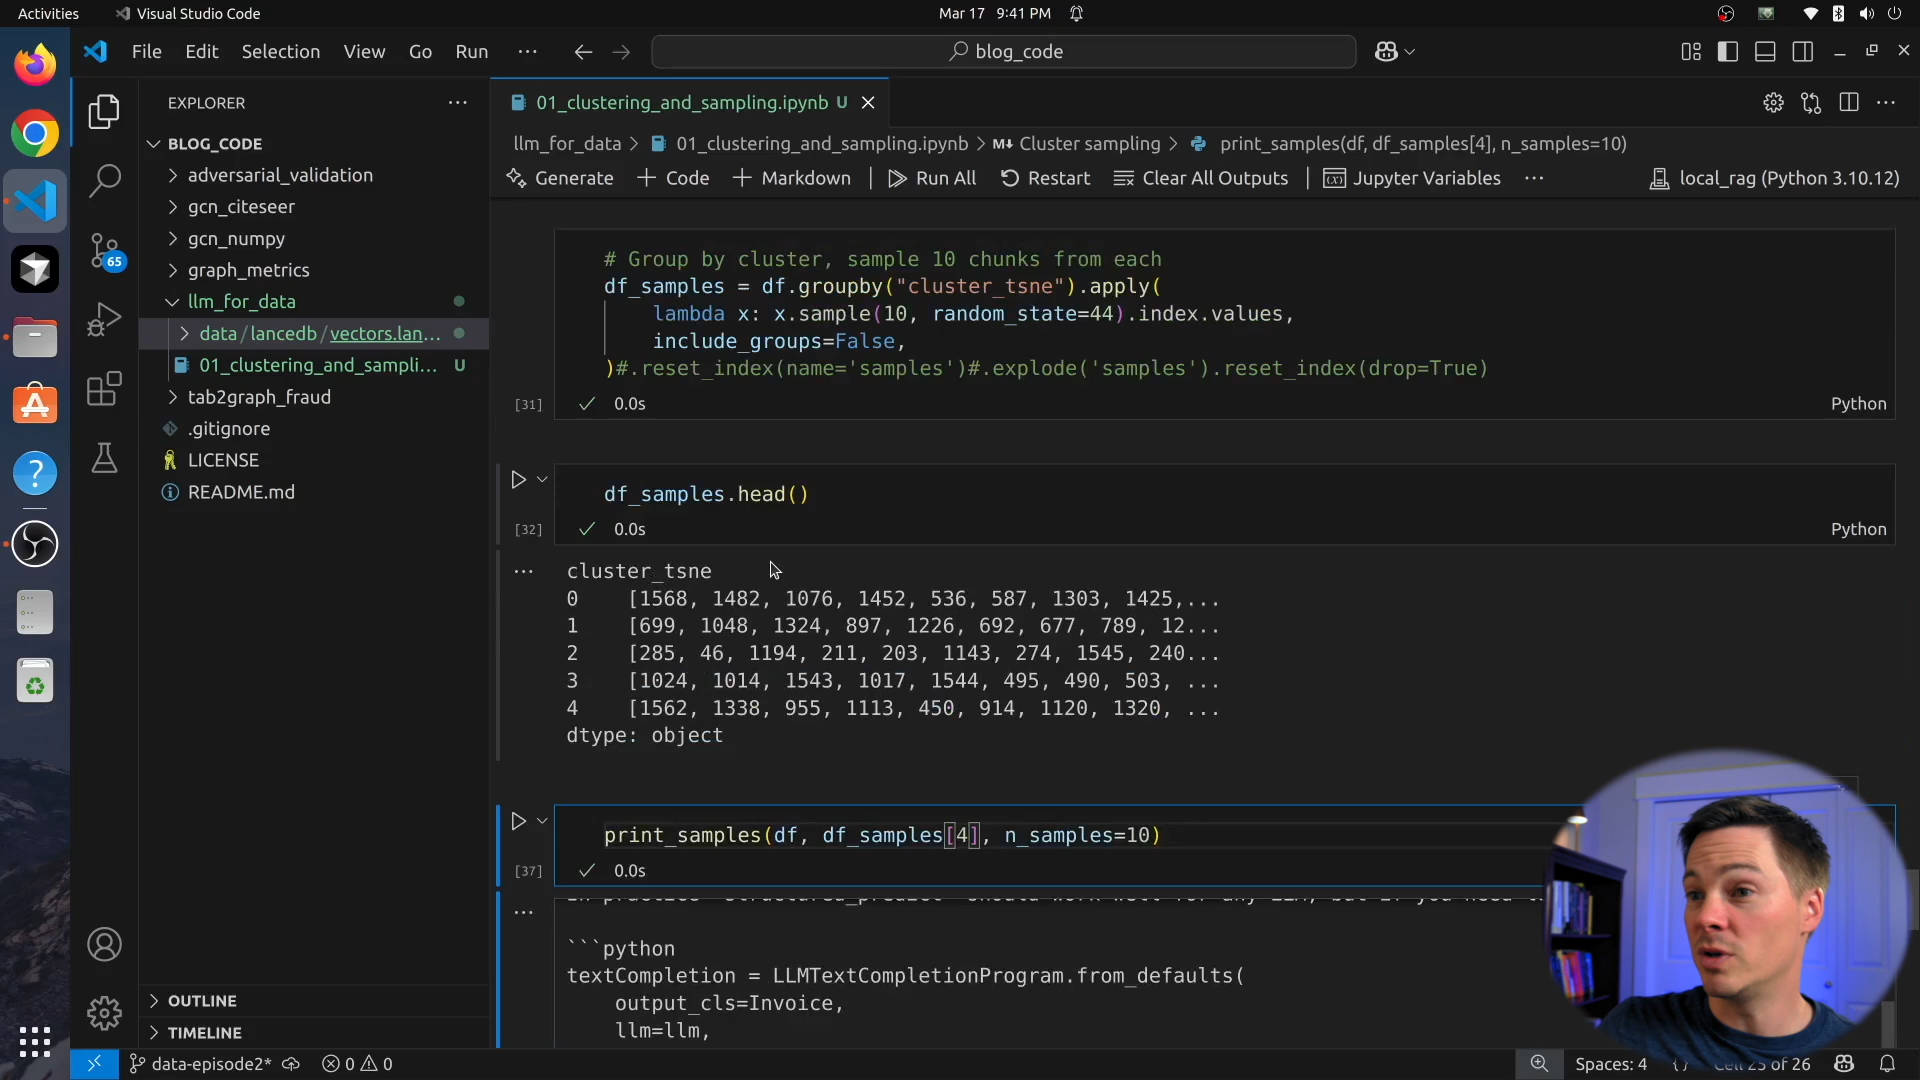 Activities
Visual Studio Code
Mar 17 9:41 PM
File Edit Selection View Go Run ···
blog_code
EXPLORER
BLOG_CODE
adversarial_validation
gcn_citeseer
gcn_numpy
graph_metrics
llm_for_data
data/lancedb/vectors.lan...
01_clustering_and_sampli... U
tab2graph_fraud
.gitignore
LICENSE
README.md
OUTLINE
TIMELINE
65
01_clustering_and_sampling.ipynb U
llm_for_data > 01_clustering_and_sampling.ipynb > M↓ Cluster sampling > print_samples(df, df_samples[4], n_samples=10)
Generate + Code + Markdown | Run All Restart Clear All Outputs | Jupyter Variables ··· local_rag (Python 3.10.12)
# Group by cluster, sample 10 chunks from each
df_samples = df.groupby("cluster_tsne").apply(
lambda x: x.sample(10, random_state=44).index.values,
include_groups=False,
)#.reset_index(name='samples')#.explode('samples').reset_index(drop=True)
[31] 0.0s Python
df_samples.head()
[32] 0.0s Python
cluster_tsne
0 [1568, 1482, 1076, 1452, 536, 587, 1303, 1425,...
1 [699, 1048, 1324, 897, 1226, 692, 677, 789, 12...
2 [285, 46, 1194, 211, 203, 1143, 274, 1545, 240...
3 [1024, 1014, 1543, 1017, 1544, 495, 490, 503, ...
4 [1562, 1338, 955, 1113, 450, 914, 1120, 1320, ...
dtype: object
print_samples(df, df_samples[4], n_samples=10)
[37] 0.0s
```python
textCompletion = LLMTextCompletionProgram.from_defaults(
output_cls=Invoice,
llm=llm,
data-episode2* 0 0
Spaces: 4 Cell 25 of 26